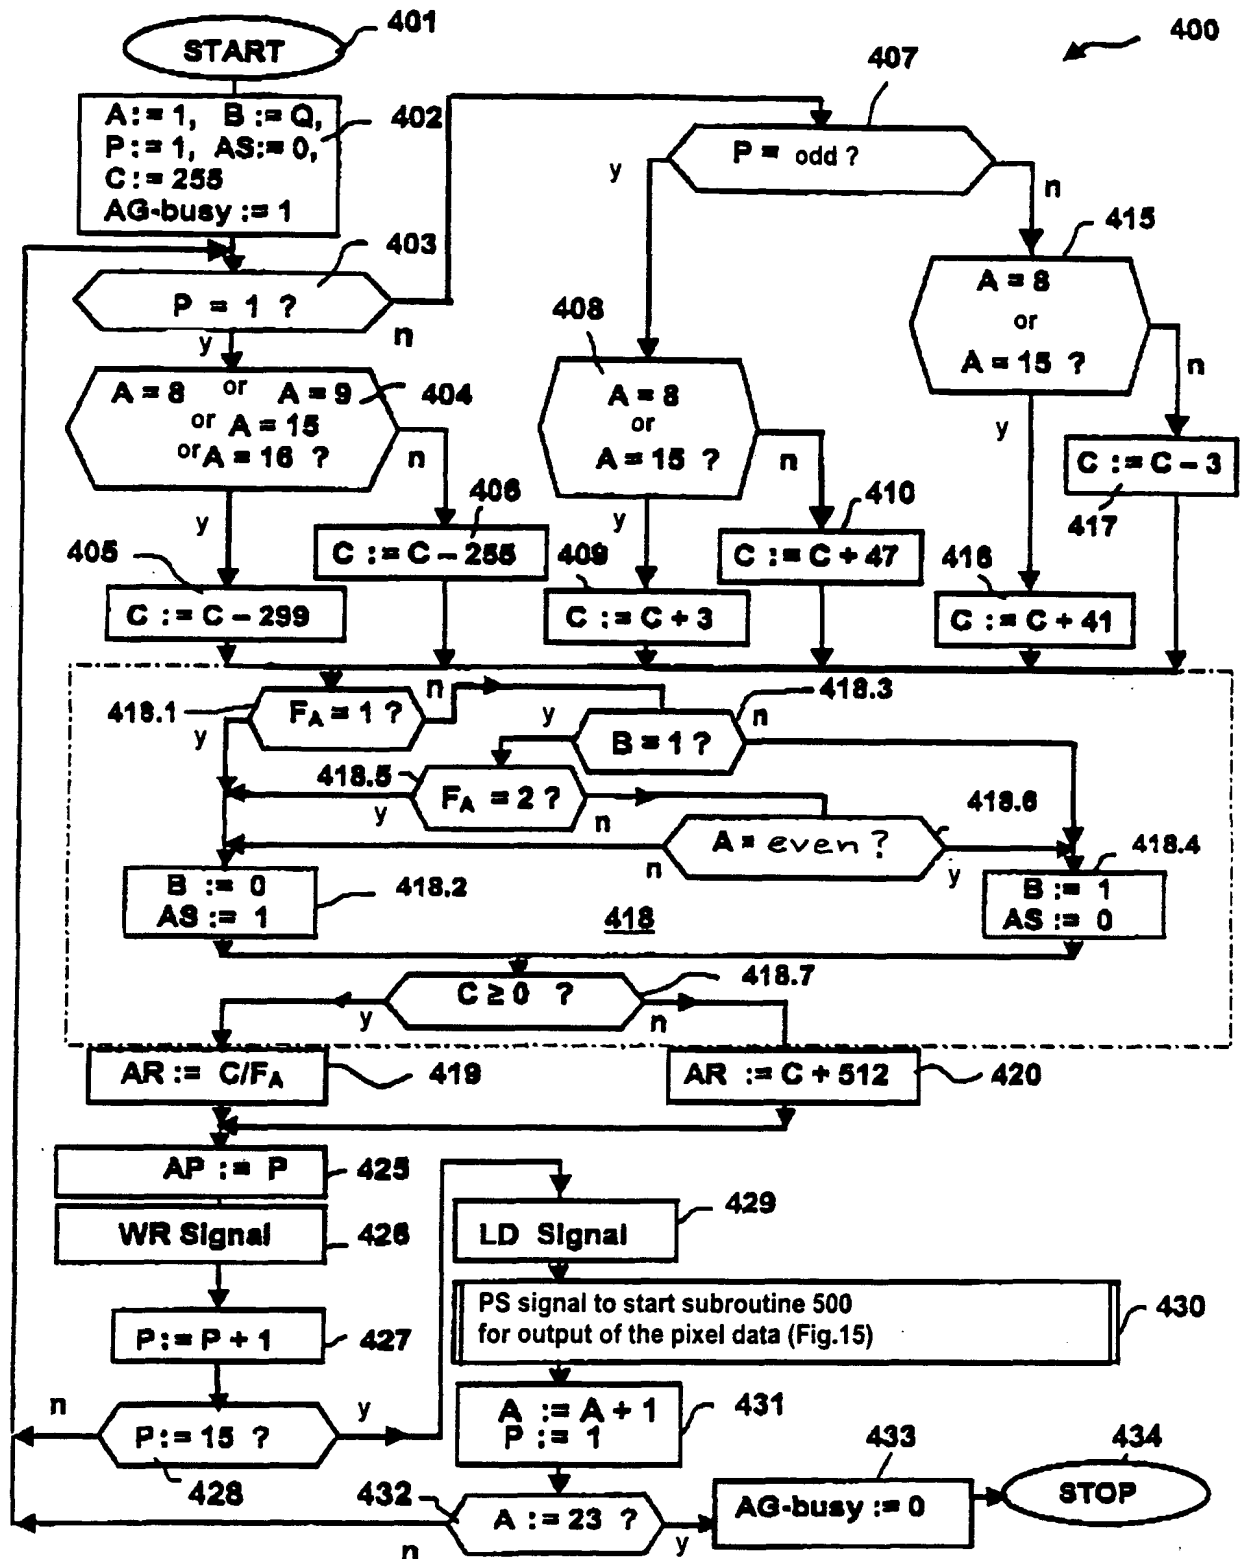 START
401
400
A := 1, B := Q,
P := 1, AS := 0,
C := 255
AG-busy := 1
402
407
P = odd ?
y
n
403
P = 1 ?
n
y
415
A = 8
or
A = 15 ?
n
y
408
A = 8
or
A = 15 ?
n
y
A = 8 or A = 9
or A = 15
or A = 16 ?
404
n
y
C := C – 3
417
406
C := C – 255
410
C := C + 47
405
C := C – 299
409
C := C + 3
416
C := C + 41
418.1
FA = 1 ?
n
y
418.3
B = 1 ?
y
n
418.5
FA = 2 ?
y
n
418.6
A = even ?
n
y
418.4
B := 0
AS := 1
418.2
418
B := 1
AS := 0
C ≥ 0 ?
418.7
y
n
AR := C/FA
419
AR := C + 512
420
AP := P
425
WR Signal
426
P := P + 1
427
n
P := 15 ?
y
428
LD Signal
429
PS signal to start subroutine 500
for output of the pixel data (Fig.15)
430
A := A + 1
P := 1
431
432
A := 23 ?
n
y
433
AG-busy := 0
434
STOP